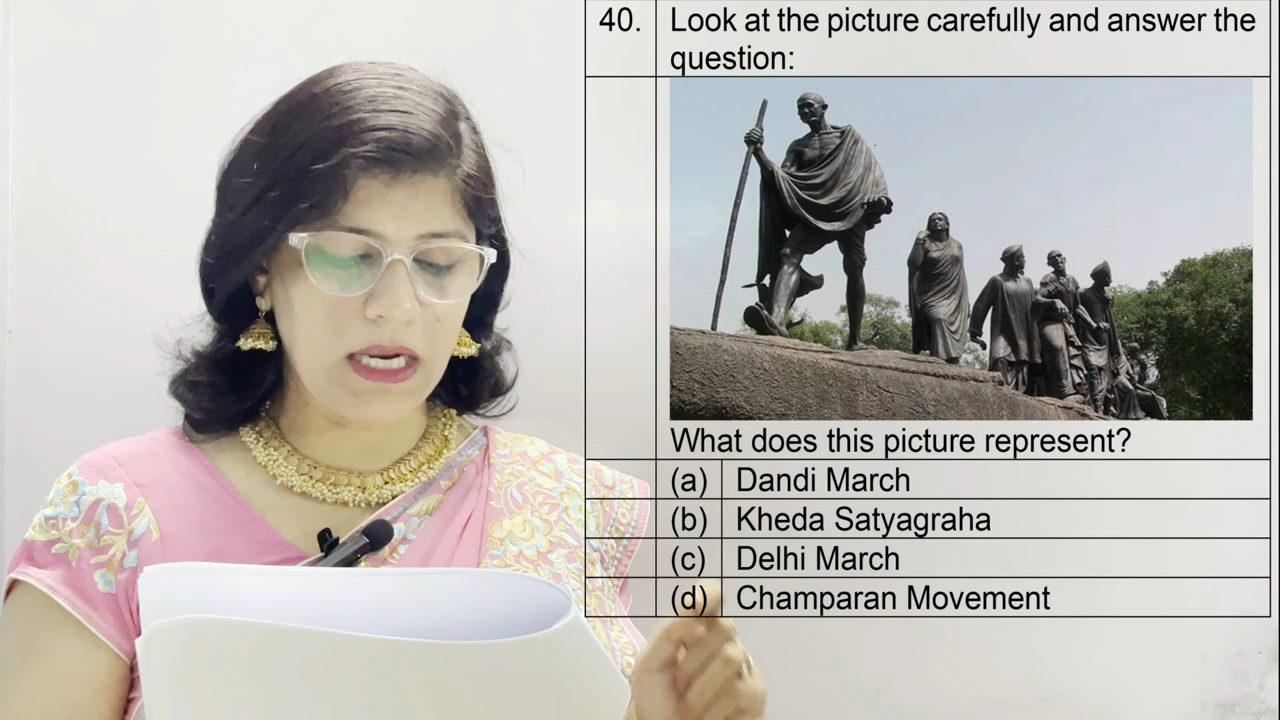 40. Look at the picture carefully and answer the
question:
What does this picture represent?
(a) Dandi March
(b) Kheda Satyagraha
(c) Delhi March
(d) Champaran Movement